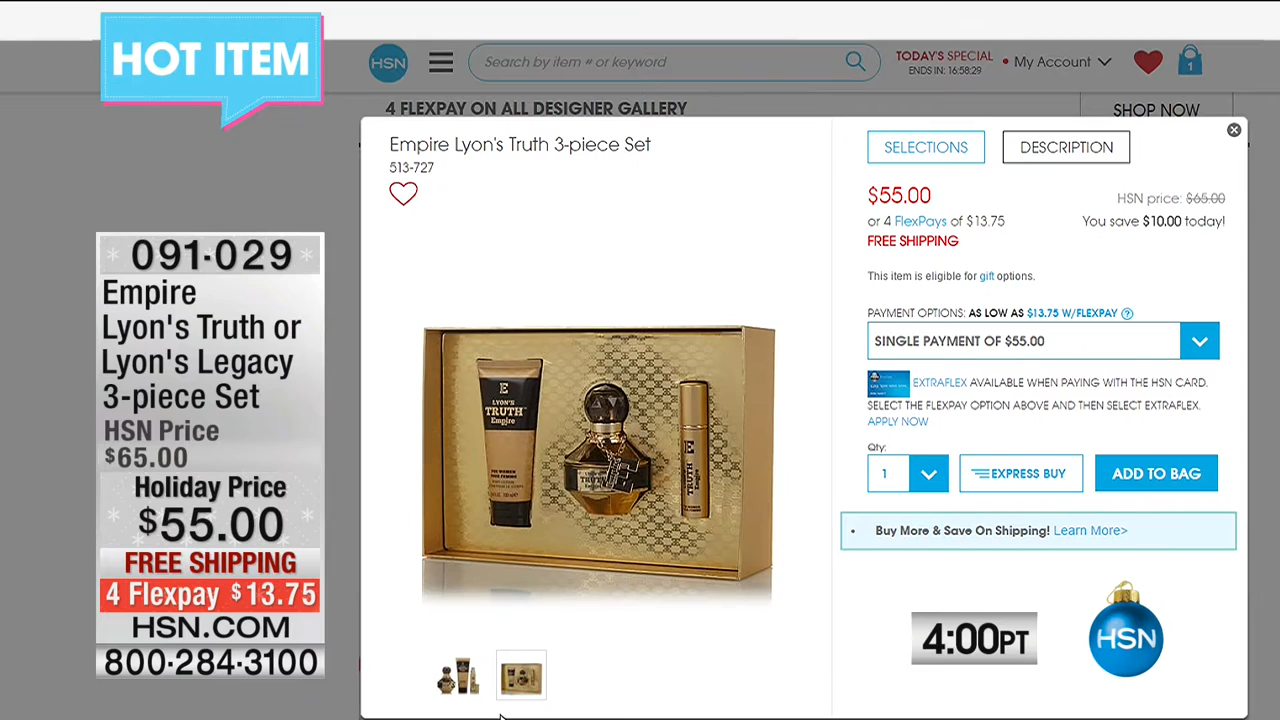 HOT ITEM
HSN
Search by item # or keyword
TODAY'S SPECIAL
ENDS IN: 16:58:29
My Account
1
4 FLEXPAY ON ALL DESIGNER GALLERY
SHOP NOW
091·029
Empire
Lyon's Truth or
Lyon's Legacy
3-piece Set
HSN Price
$65.00
Holiday Price
$55.00
FREE SHIPPING
4 Flexpay $13.75
HSN.COM
800·284·3100
Empire Lyon's Truth 3-piece Set
513-727
E
LYON'S
TRUTH
Empire
E
TRUTH
Empire
SELECTIONS
DESCRIPTION
$55.00
HSN price: $65.00
or 4 FlexPays of $13.75
You save $10.00 today!
FREE SHIPPING
This item is eligible for gift options.
PAYMENT OPTIONS: AS LOW AS $13.75 W/FLEXPAY ?
SINGLE PAYMENT OF $55.00
EXTRAFLEX AVAILABLE WHEN PAYING WITH THE HSN CARD.
SELECT THE FLEXPAY OPTION ABOVE AND THEN SELECT EXTRAFLEX.
APPLY NOW
Qty:
1
EXPRESS BUY
ADD TO BAG
• Buy More & Save On Shipping! Learn More>
4:00PT
HSN